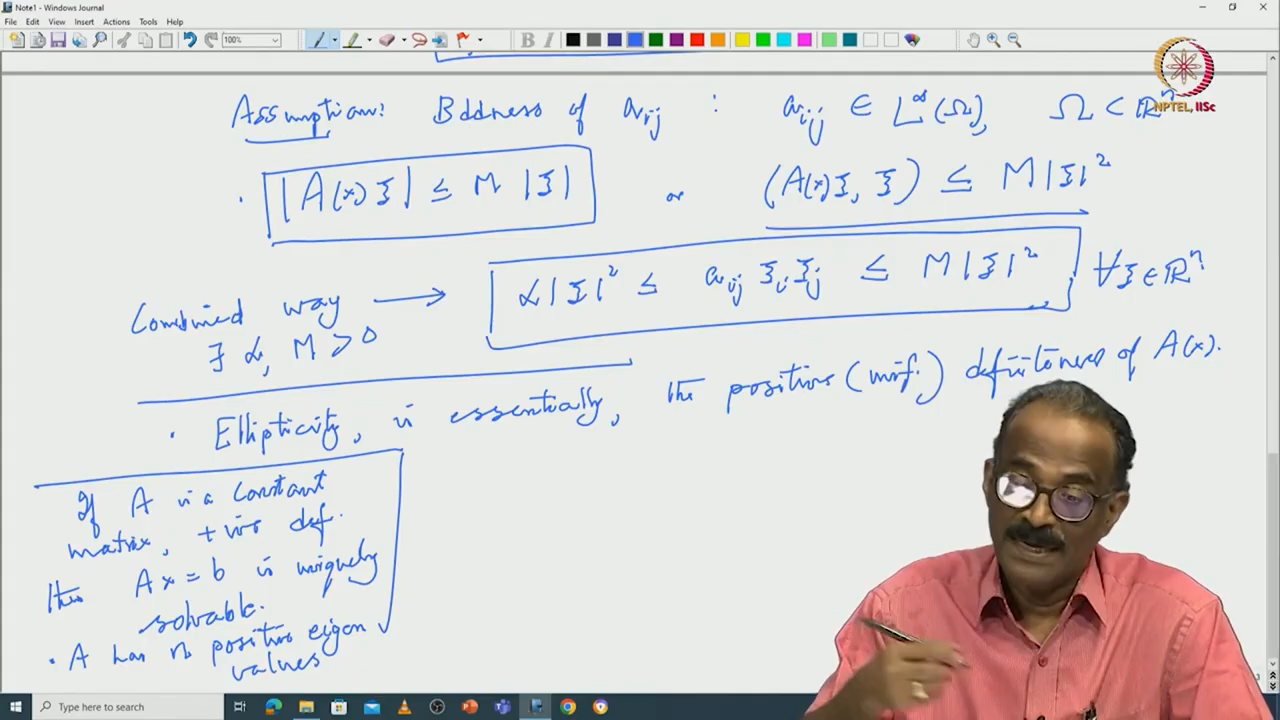 Note1 - Windows Journal
File Edit View Insert Actions Tools Help
100%
B I
NPTEL, IISc
Assumption: Bddness of aij : aij ∈ L^∞(Ω), Ω ⊂ ℝ^n
· |A(x)ξ| ≤ M |ξ| or (A(x)ξ, ξ) ≤ M|ξ|²
Combined way → α|ξ|² ≤ aij ξi ξj ≤ M|ξ|² ∀ξ∈ℝ^n
∃ α, M > 0
· Ellipticity, is essentially, the positive (unif.) definiteness of A(x).
If A is a constant
matrix, +ive def.
then Ax = b is uniquely
solvable.
· A has n positive eigen
values
Type here to search